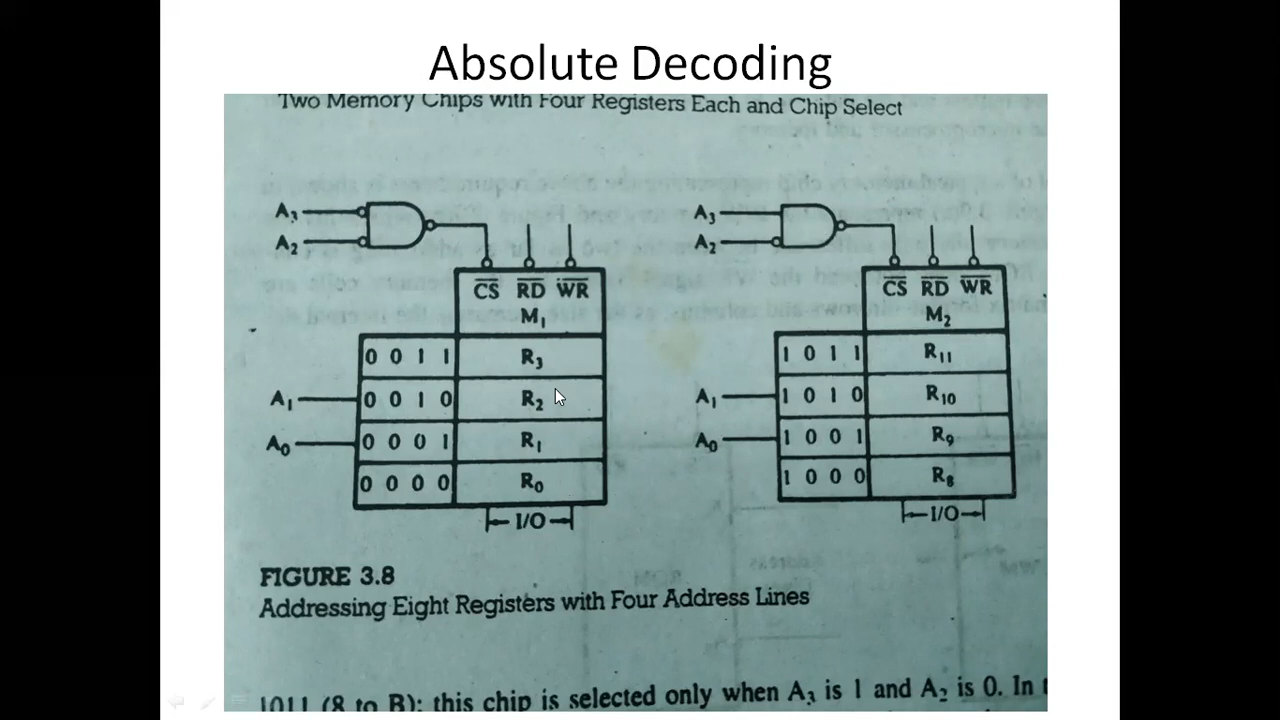 Absolute Decoding
Two Memory Chips with Four Registers Each and Chip Select
A3
A2
CS RD WR
M1
0 0 1 1 R3
A1 0 0 1 0 R2
A0 0 0 0 1 R1
0 0 0 0 R0
I/O
A3
A2
CS RD WR
M2
1 0 1 1 R11
A1 1 0 1 0 R10
A0 1 0 0 1 R9
1 0 0 0 R8
I/O
FIGURE 3.8
Addressing Eight Registers with Four Address Lines
1011 (8 to B); this chip is selected only when A3 is 1 and A2 is 0. In